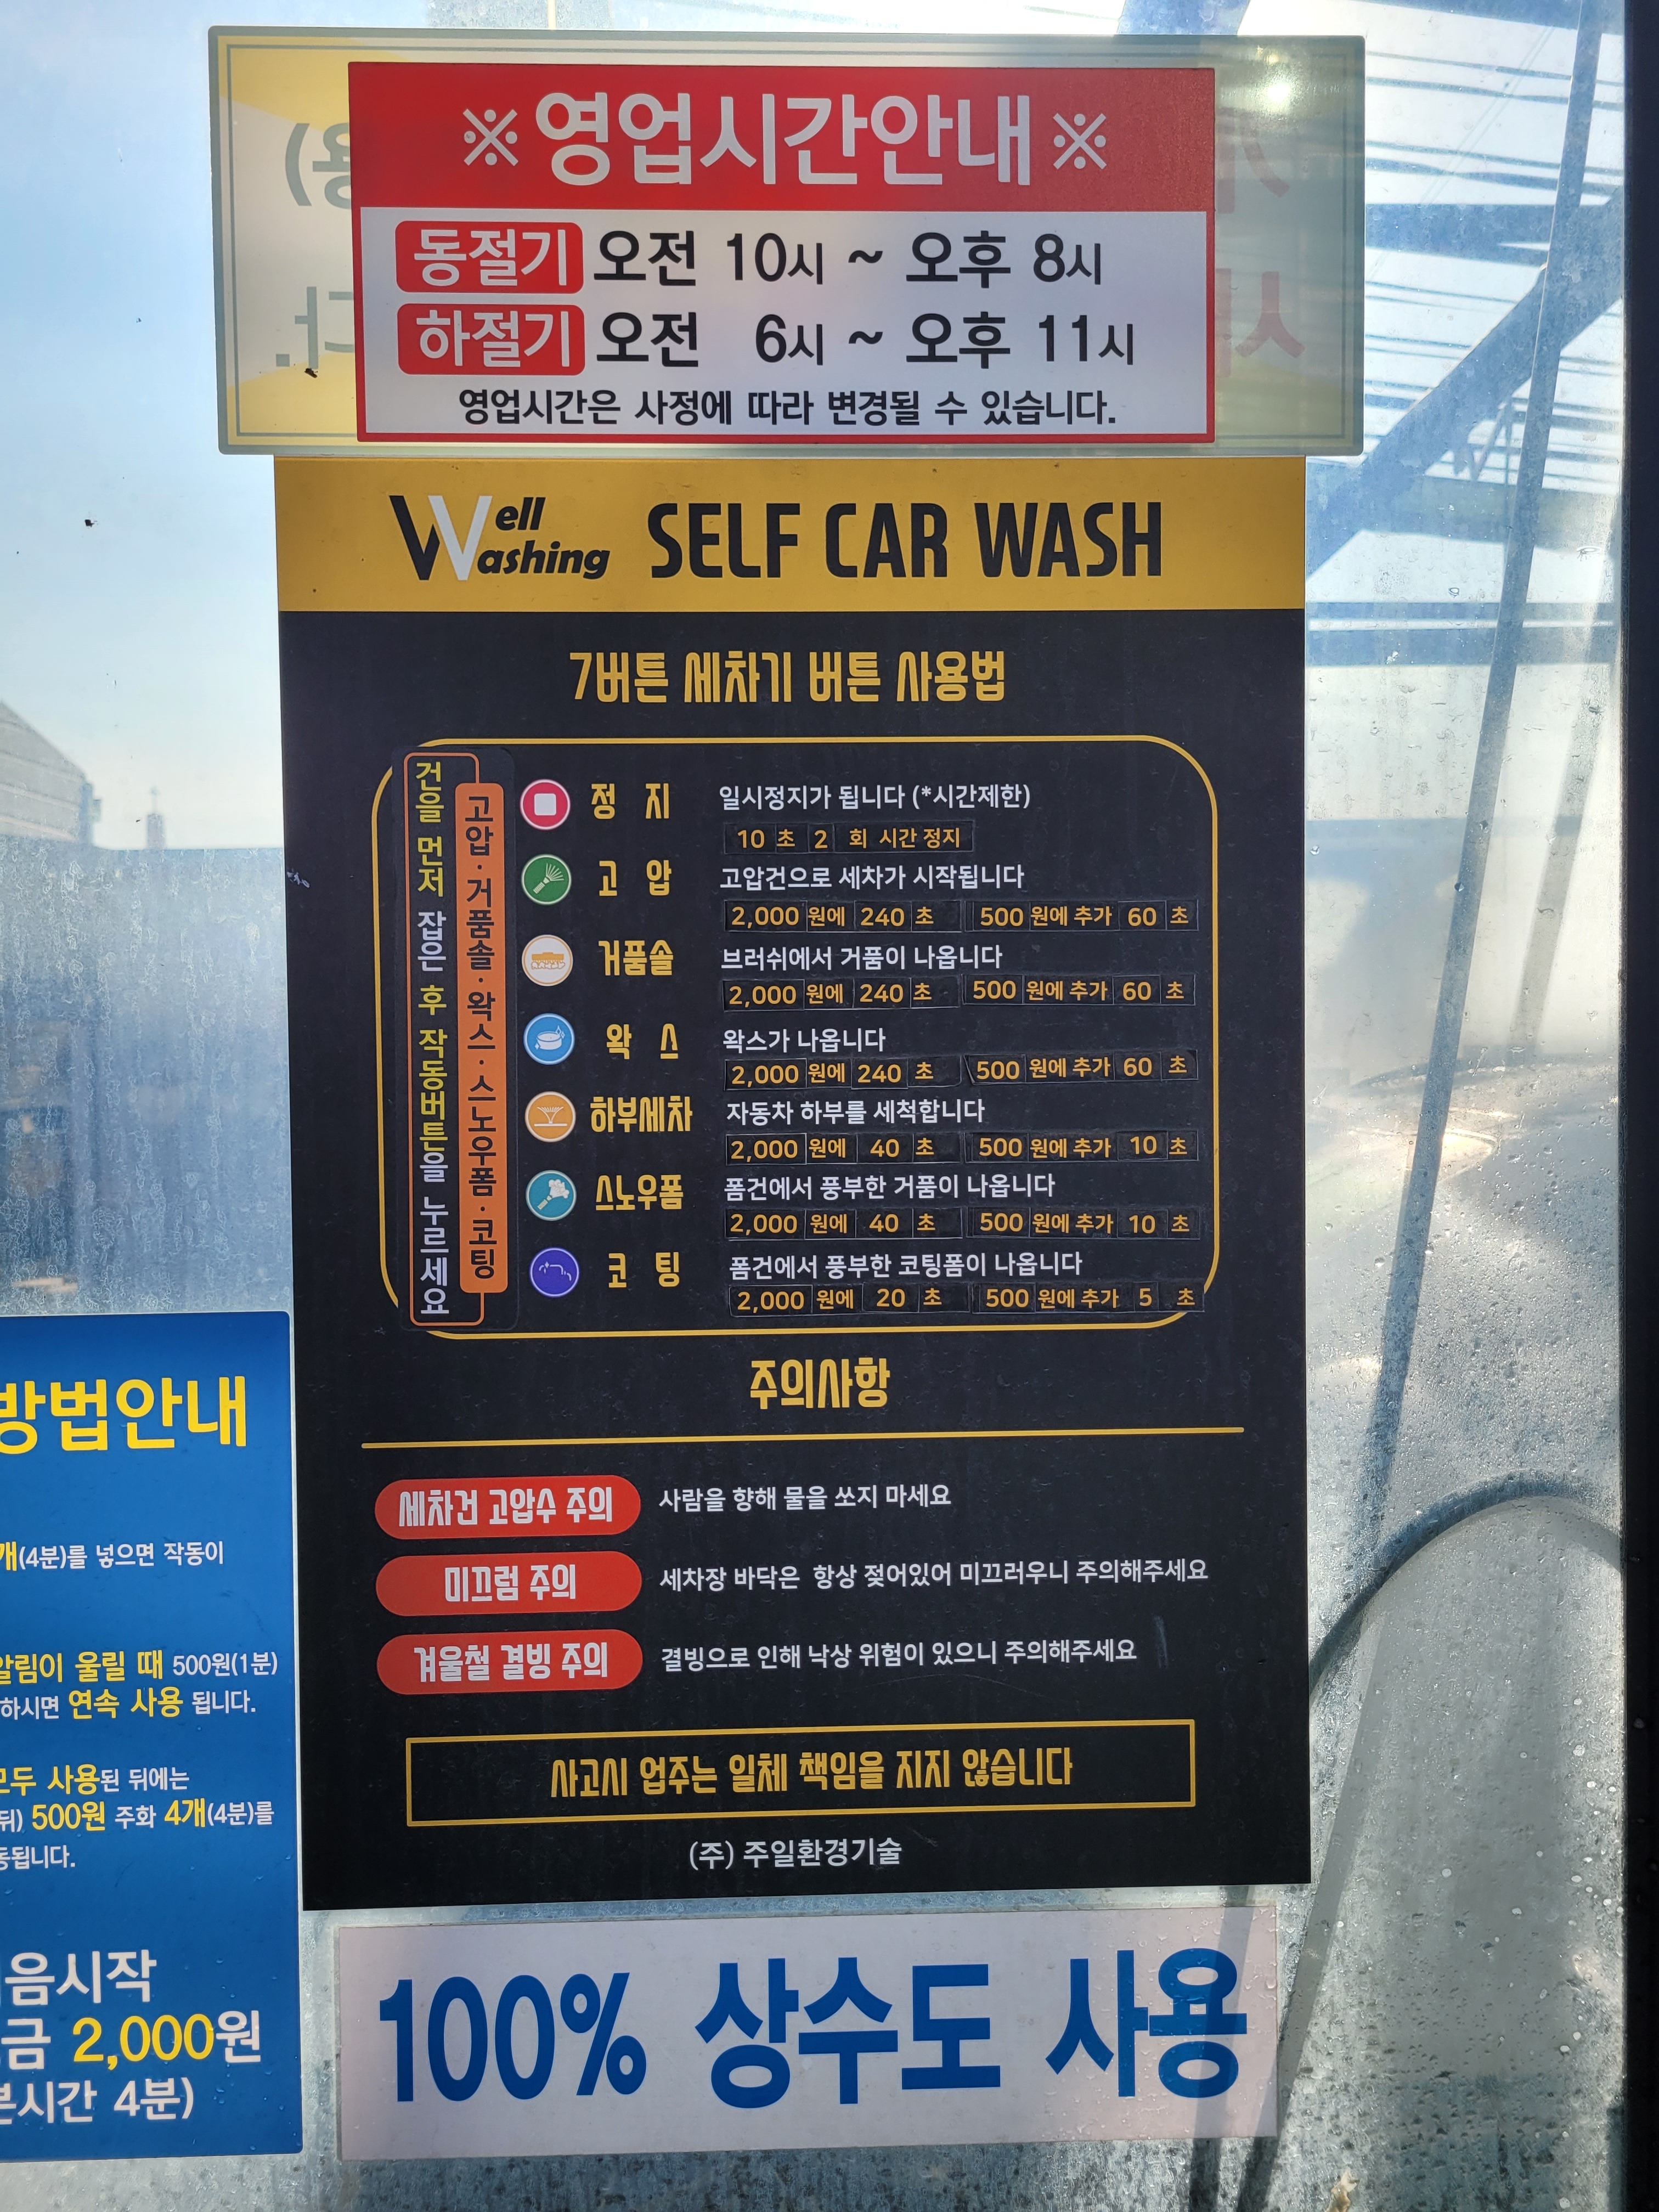 ※영업시간안내※
동절기 오전 10시 ~ 오후 8시
하절기 오전 6시 ~ 오후 11시
영업시간은 사정에 따라 변경될 수 있습니다.
Well Washing SELF CAR WASH
7버튼 세차기 버튼 사용법
건을 먼저 잡은 후 작동버튼을 누르세요
고압·거품솔·왁스·스노우폼·코팅
정 지 일시정지가 됩니다 (*시간제한)
10 초 2 회 시간 정지
고 압 고압건으로 세차가 시작됩니다
2,000 원에 240 초 500 원에 추가 60 초
거품솔 브러쉬에서 거품이 나옵니다
2,000 원에 240 초 500 원에 추가 60 초
왁 스 왁스가 나옵니다
2,000 원에 240 초 500 원에 추가 60 초
하부세차 자동차 하부를 세척합니다
2,000 원에 40 초 500 원에 추가 10 초
스노우폼 폼건에서 풍부한 거품이 나옵니다
2,000 원에 40 초 500 원에 추가 10 초
코 팅 폼건에서 풍부한 코팅폼이 나옵니다
2,000 원에 20 초 500 원에 추가 5 초
주의사항
세차건 고압수 주의 사람을 향해 물을 쏘지 마세요
미끄럼 주의 세차장 바닥은 항상 젖어있어 미끄러우니 주의해주세요
겨울철 결빙 주의 결빙으로 인해 낙상 위험이 있으니 주의해주세요
사고시 업주는 일체 책임을 지지 않습니다
(주) 주일환경기술
100% 상수도 사용
방법안내
개(4분)를 넣으면 작동이
알림이 울릴 때 500원(1분)
하시면 연속 사용 됩니다.
모두 사용된 뒤에는
뒤) 500원 주화 4개(4분)를
동됩니다.
음시작
금 2,000원
본시간 4분)